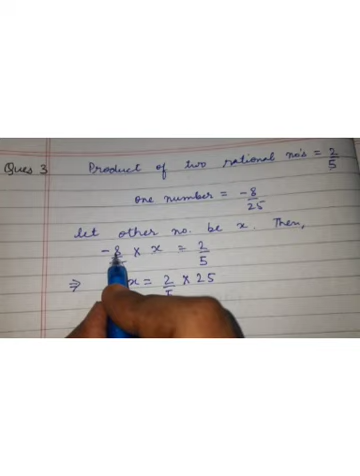 Ques 3 Product of two rational no's = 2/5
one number = -8/25
let other no. be x. Then,
-8 × x = 2/5
⇒ x = 2/5 × 25